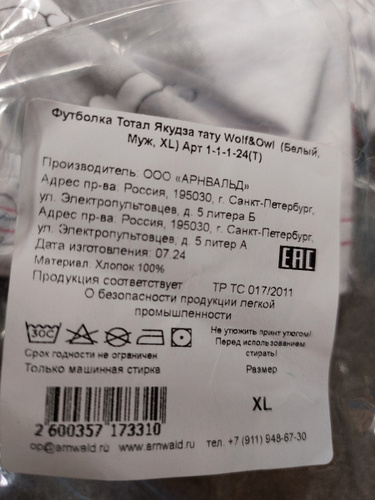 Футболка Тотал Якудза тату Wolf&Owl (Белый,
Муж, XL) Арт 1-1-1-24(Т)
Производитель: ООО «АРНВАЛЬД»
Адрес пр-ва: Россия, 195030, г. Санкт-Петербург,
ул. Электропультовцев, д. 5 литера Б
Адрес пр-ва: Россия, 195030, г. Санкт-Петербург,
ул. Электропультовцев, д. 5 литер А
Дата изготовления: 07.24
EAC
Материал: Хлопок 100%
Продукция соответствует ТР ТС 017/2011
О безопасности продукции легкой
промышленности
30C
Не утюжить принт утюгом!
Перед использованием
стирать!
Срок годности не ограничен
Только машинная стирка
Размер
XL
2 600357 173310
op@arnwald.ru www.arnwald.ru тел. +7 (911) 948-67-30